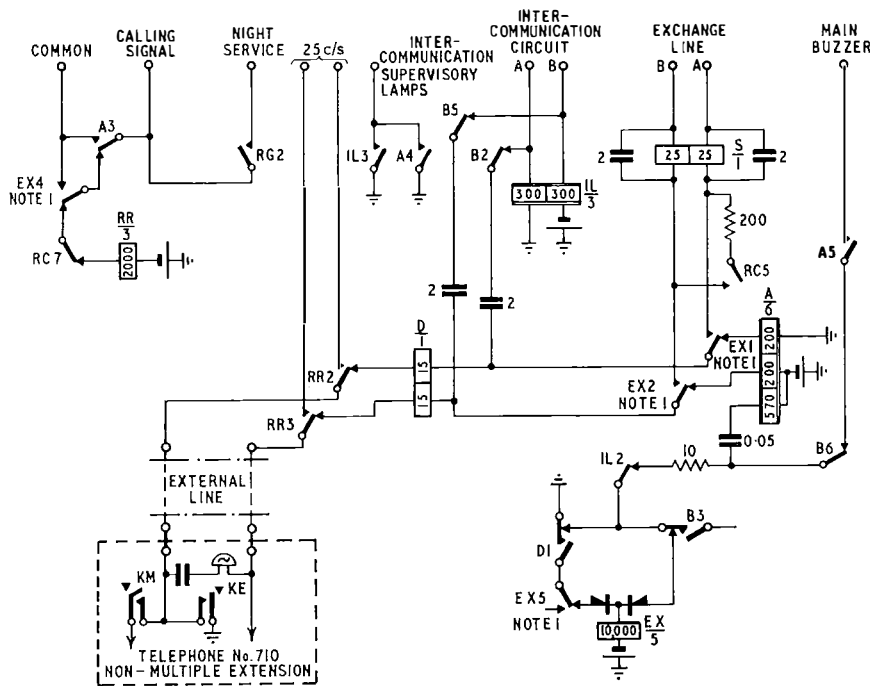 COMMON
CALLING
SIGNAL
NIGHT
SERVICE
25 c/s
INTER-
COMMUNICATION
SUPERVISORY
LAMPS
INTER-
COMMUNICATION
CIRCUIT
A B
EXCHANGE
LINE
B A
MAIN
BUZZER
A3
RG2
B5
IL3
A4
B2
2
25 25
S
1
2
EX4
NOTE 1
300 300
IL
3
200
RR
3
2000
RC7
RC5
A5
2
2
A
6
200
200
570
EX1
NOTE 1
D
1
15
15
RR2
EX2
NOTE 1
RR3
0·05
B6
IL2
10
EXTERNAL
LINE
B3
D1
KM
KE
EX5
NOTE 1
10,000
EX
5
TELEPHONE No. 710
NON-MULTIPLE EXTENSION